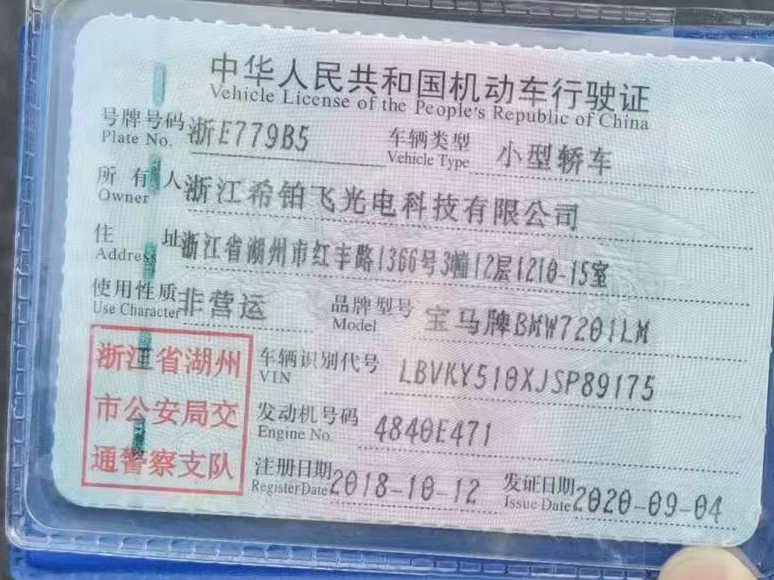 中华人民共和国机动车行驶证
Vehicle License of the People's Republic of China
号牌号码 浙E779B5 车辆类型 小型轿车
Plate No. Vehicle Type
所有人 浙江希铂飞光电科技有限公司
Owner
住址 浙江省湖州市红丰路1366号3幢12层1210-15室
Address
使用性质 非营运 品牌型号 宝马牌BMW7201LM
Use Character Model
浙江省湖州 车辆识别代号 LBVKY510XJSP89175
VIN
市公安局交 发动机号码 4840E471
Engine No.
通警察支队 注册日期 2018-10-12 发证日期 2020-09-04
Register Date Issue Date